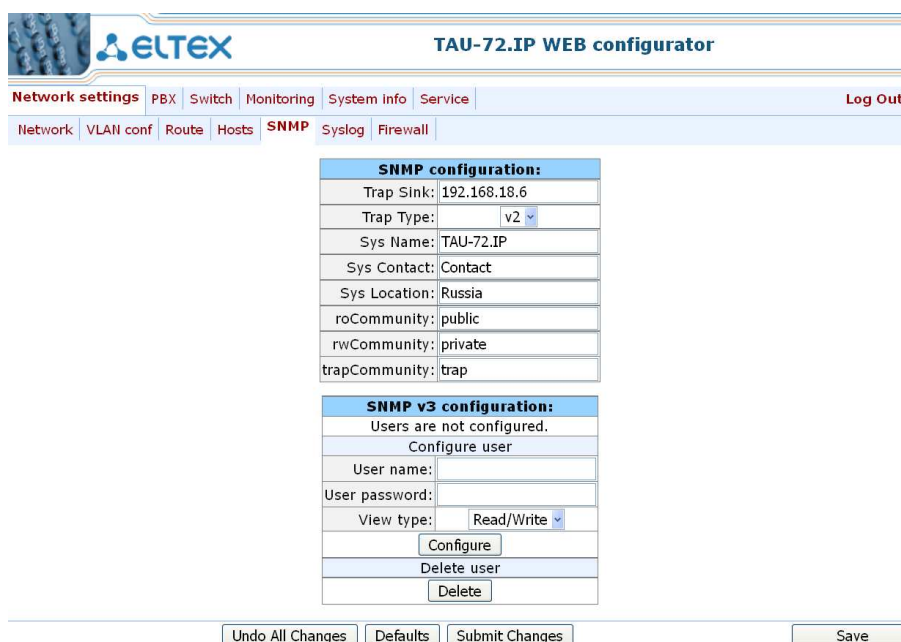 ELTEX TAU-72.IP WEB configurator
Network settings PBX Switch Monitoring System info Service Log Out
Network VLAN conf Route Hosts SNMP Syslog Firewall
SNMP configuration:
Trap Sink: 192.168.18.6
Trap Type: v2
Sys Name: TAU-72.IP
Sys Contact: Contact
Sys Location: Russia
roCommunity: public
rwCommunity: private
trapCommunity: trap
SNMP v3 configuration:
Users are not configured.
Configure user
User name:
User password:
View type: Read/Write
Configure
Delete user
Delete
Undo All Changes Defaults Submit Changes Save